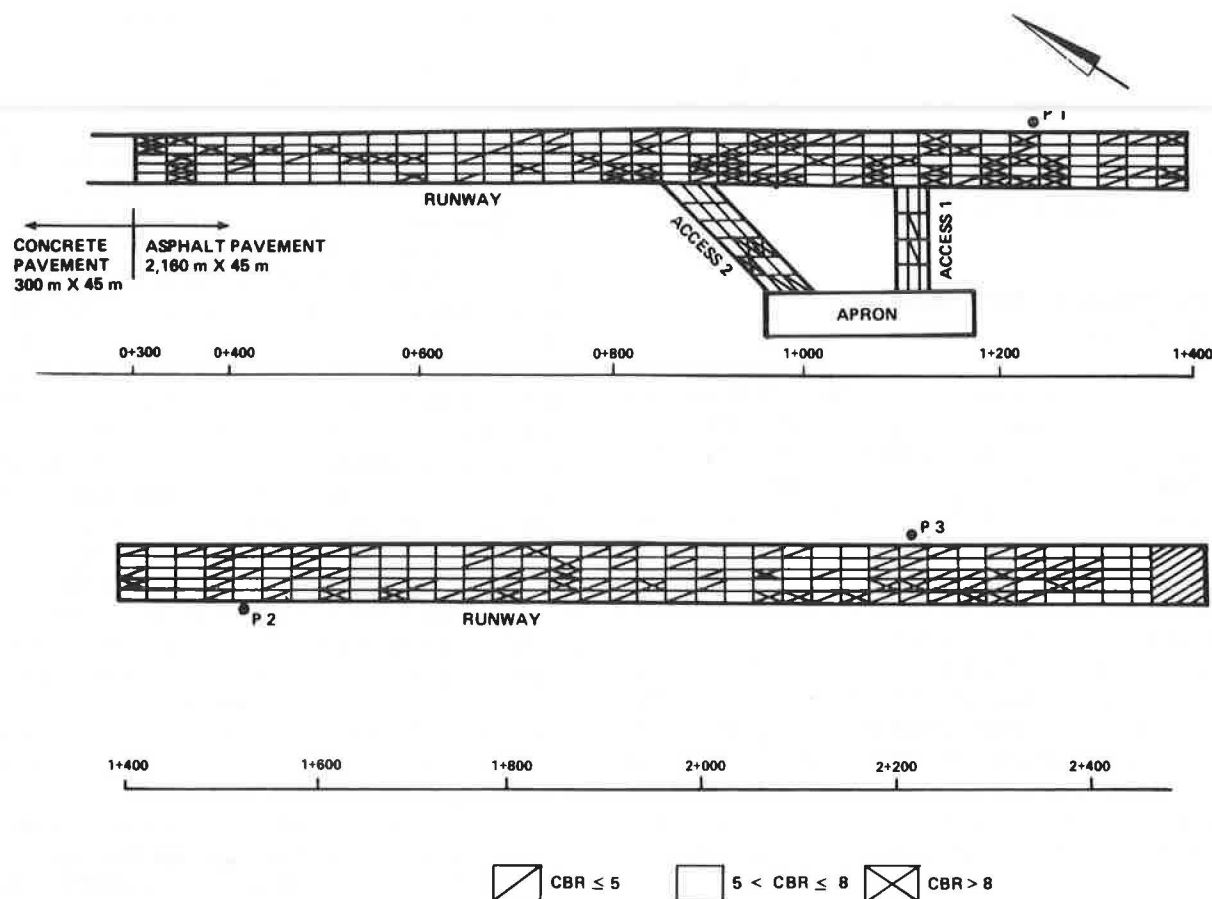 P 1
RUNWAY
ACCESS 2
ACCESS 1
CONCRETE
PAVEMENT
300 m X 45 m
ASPHALT PAVEMENT
2,160 m X 45 m
APRON
0+300 0+400 0+600 0+800 1+000 1+200 1+400
P 3
P 2
RUNWAY
1+400 1+600 1+800 2+000 2+200 2+400
CBR ≤ 5 5 < CBR ≤ 8 CBR > 8